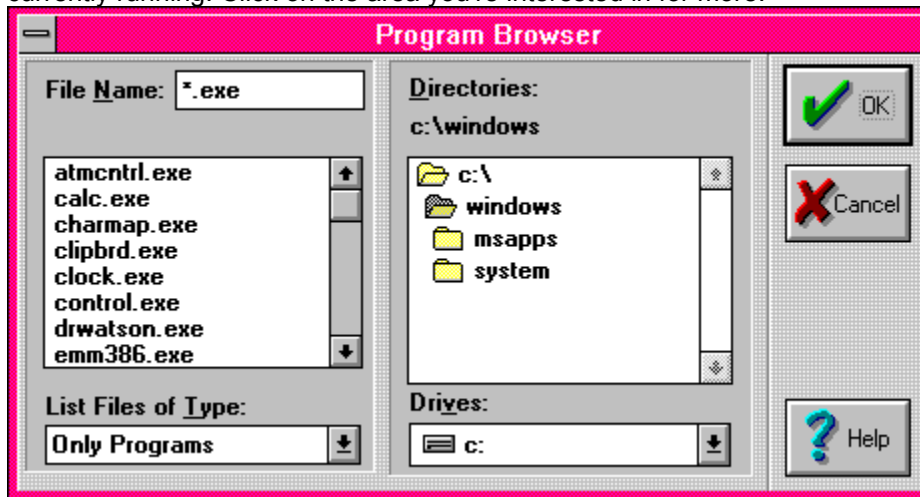 currently running. Click on the area you're interested in for more.
Program Browser
File Name: *.exe
atmcntrl.exe
calc.exe
charmap.exe
clipbrd.exe
clock.exe
control.exe
drwatson.exe
emm386.exe
List Files of Type:
Only Programs
Directories:
c:\windows
c:\
windows
msapps
system
Drives:
c:
OK
Cancel
Help